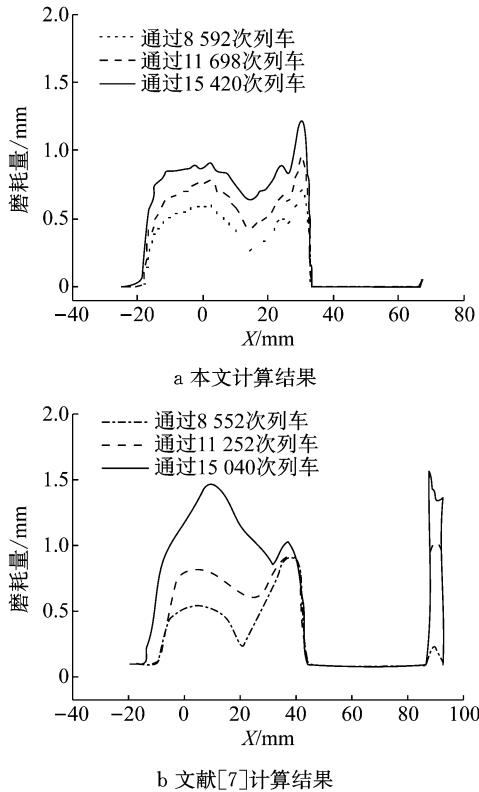 2.0
通过8 592次列车
通过11 698次列车
通过15 420次列车
1.5
1.0
0.5
0
磨耗量/mm
−40 −20 0 20 40 60 80
X/mm
a 本文计算结果
2.0
通过8 552次列车
通过11 252次列车
通过15 040次列车
1.5
1.0
0.5
0
磨耗量/mm
−40 −20 0 20 40 60 80 100
X/mm
b 文献[7]计算结果